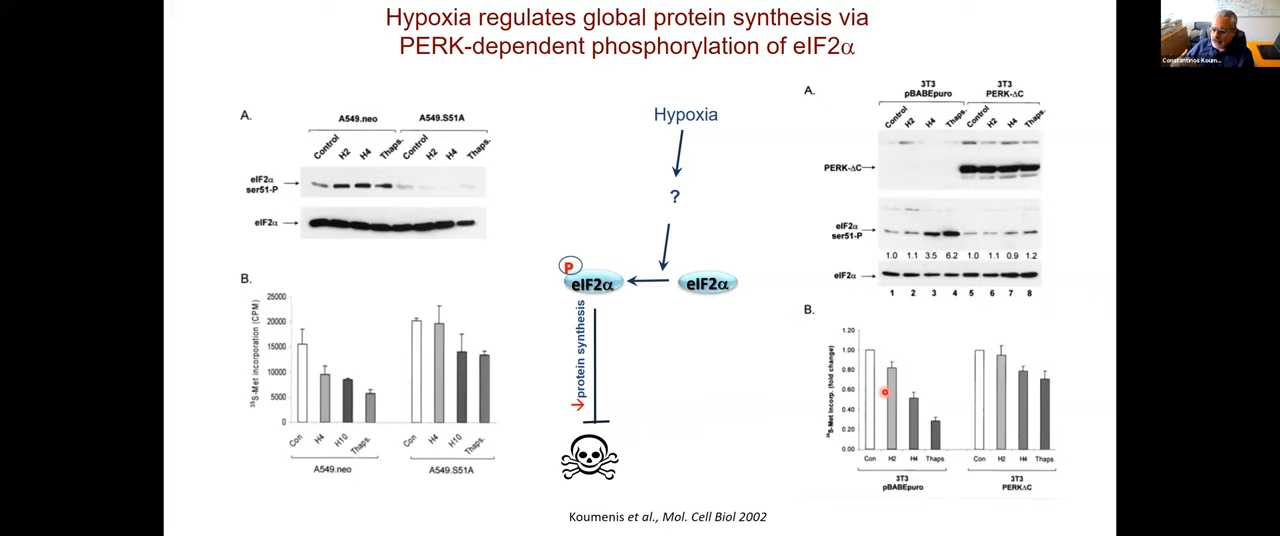 Hypoxia regulates global protein synthesis via
PERK-dependent phosphorylation of eIF2α
Constantinos Koum...
A.
A549.neo A549.S51A
Control H2 H4 Thaps. Control H2 H4 Thaps.
eIF2α
ser51-P
eIF2α
B.
³⁵S-Met incorporation (CPM)
25000
20000
15000
10000
5000
0
Con H4 H10 Thaps. Con H4 H10 Thaps.
A549.neo A549.S51A
Hypoxia
?
P
eIF2α eIF2α
→protein synthesis
A.
3T3 3T3
pBABEpuro PERK-ΔC
Control H2 H4 Thaps. Control H2 H4 Thaps.
PERK-ΔC
eIF2α
ser51-P
1.0 1.1 3.5 6.2 1.0 1.1 0.9 1.2
eIF2α
1 2 3 4 5 6 7 8
B.
S-Met Incorp. (fold change)
1.20
1.00
0.80
0.60
0.40
0.20
0.00
Con H2 H4 Thaps. Con H2 H4 Thaps.
3T3 3T3
pBABEpuro PERKΔC
Koumenis et al., Mol. Cell Biol 2002